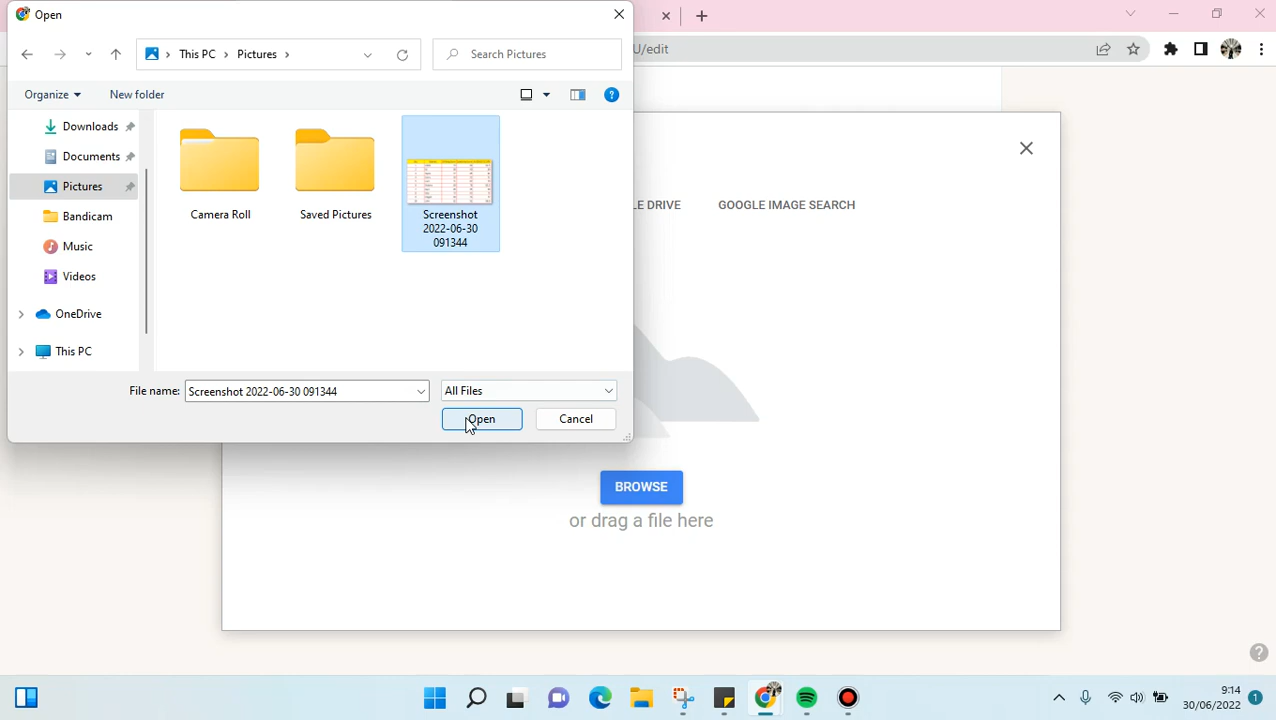 Open
This PC
Pictures
Search Pictures
U/edit
Organize
New folder
Downloads
Documents
Pictures
Bandicam
Music
Videos
OneDrive
This PC
Camera Roll
Saved Pictures
Screenshot
2022-06-30
091344
LE DRIVE
GOOGLE IMAGE SEARCH
File name:
Screenshot 2022-06-30 091344
All Files
Open
Cancel
BROWSE
or drag a file here
9:14
30/06/2022
1